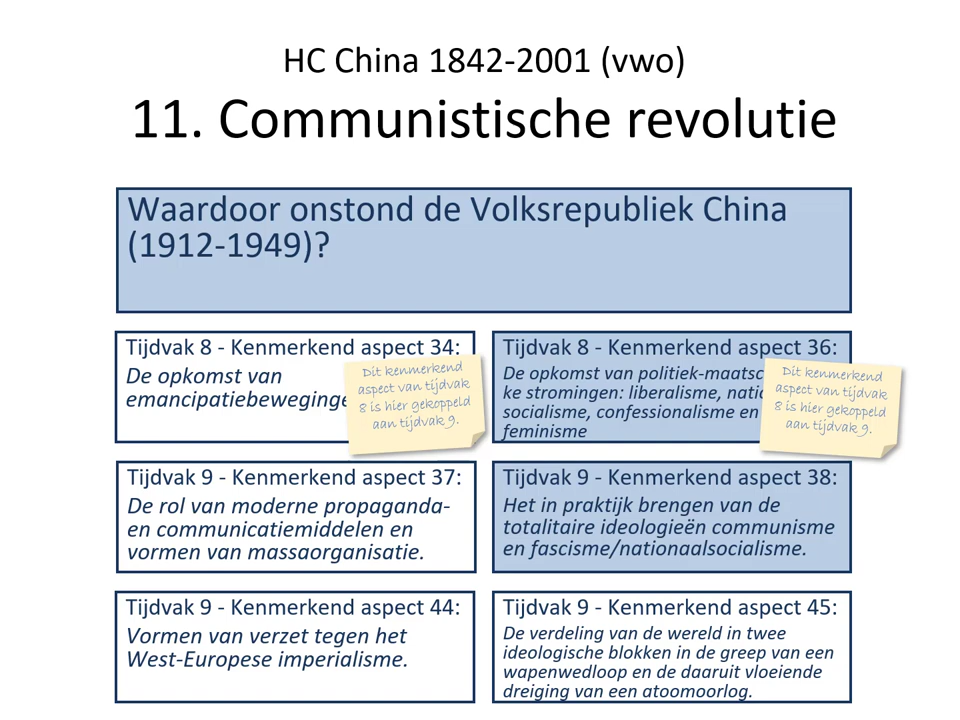 HC China 1842-2001 (vwo)
11. Communistische revolutie
Waardoor onstond de Volksrepubliek China
(1912-1949)?
Tijdvak 8 - Kenmerkend aspect 34:
De opkomst van
emancipatiebeweginge
Dit kenmerkend
aspect van tijdvak
8 is hier gekoppeld
aan tijdvak 9.
Tijdvak 8 - Kenmerkend aspect 36:
De opkomst van politiek-maatsc
ke stromingen: liberalisme, natio
socialisme, confessionalisme en
feminisme
Dit kenmerkend
aspect van tijdvak
8 is hier gekoppeld
aan tijdvak 9.
Tijdvak 9 - Kenmerkend aspect 37:
De rol van moderne propaganda-
en communicatiemiddelen en
vormen van massaorganisatie.
Tijdvak 9 - Kenmerkend aspect 38:
Het in praktijk brengen van de
totalitaire ideologieën communisme
en fascisme/nationaalsocialisme.
Tijdvak 9 - Kenmerkend aspect 44:
Vormen van verzet tegen het
West-Europese imperialisme.
Tijdvak 9 - Kenmerkend aspect 45:
De verdeling van de wereld in twee
ideologische blokken in de greep van een
wapenwedloop en de daaruit vloeiende
dreiging van een atoomoorlog.